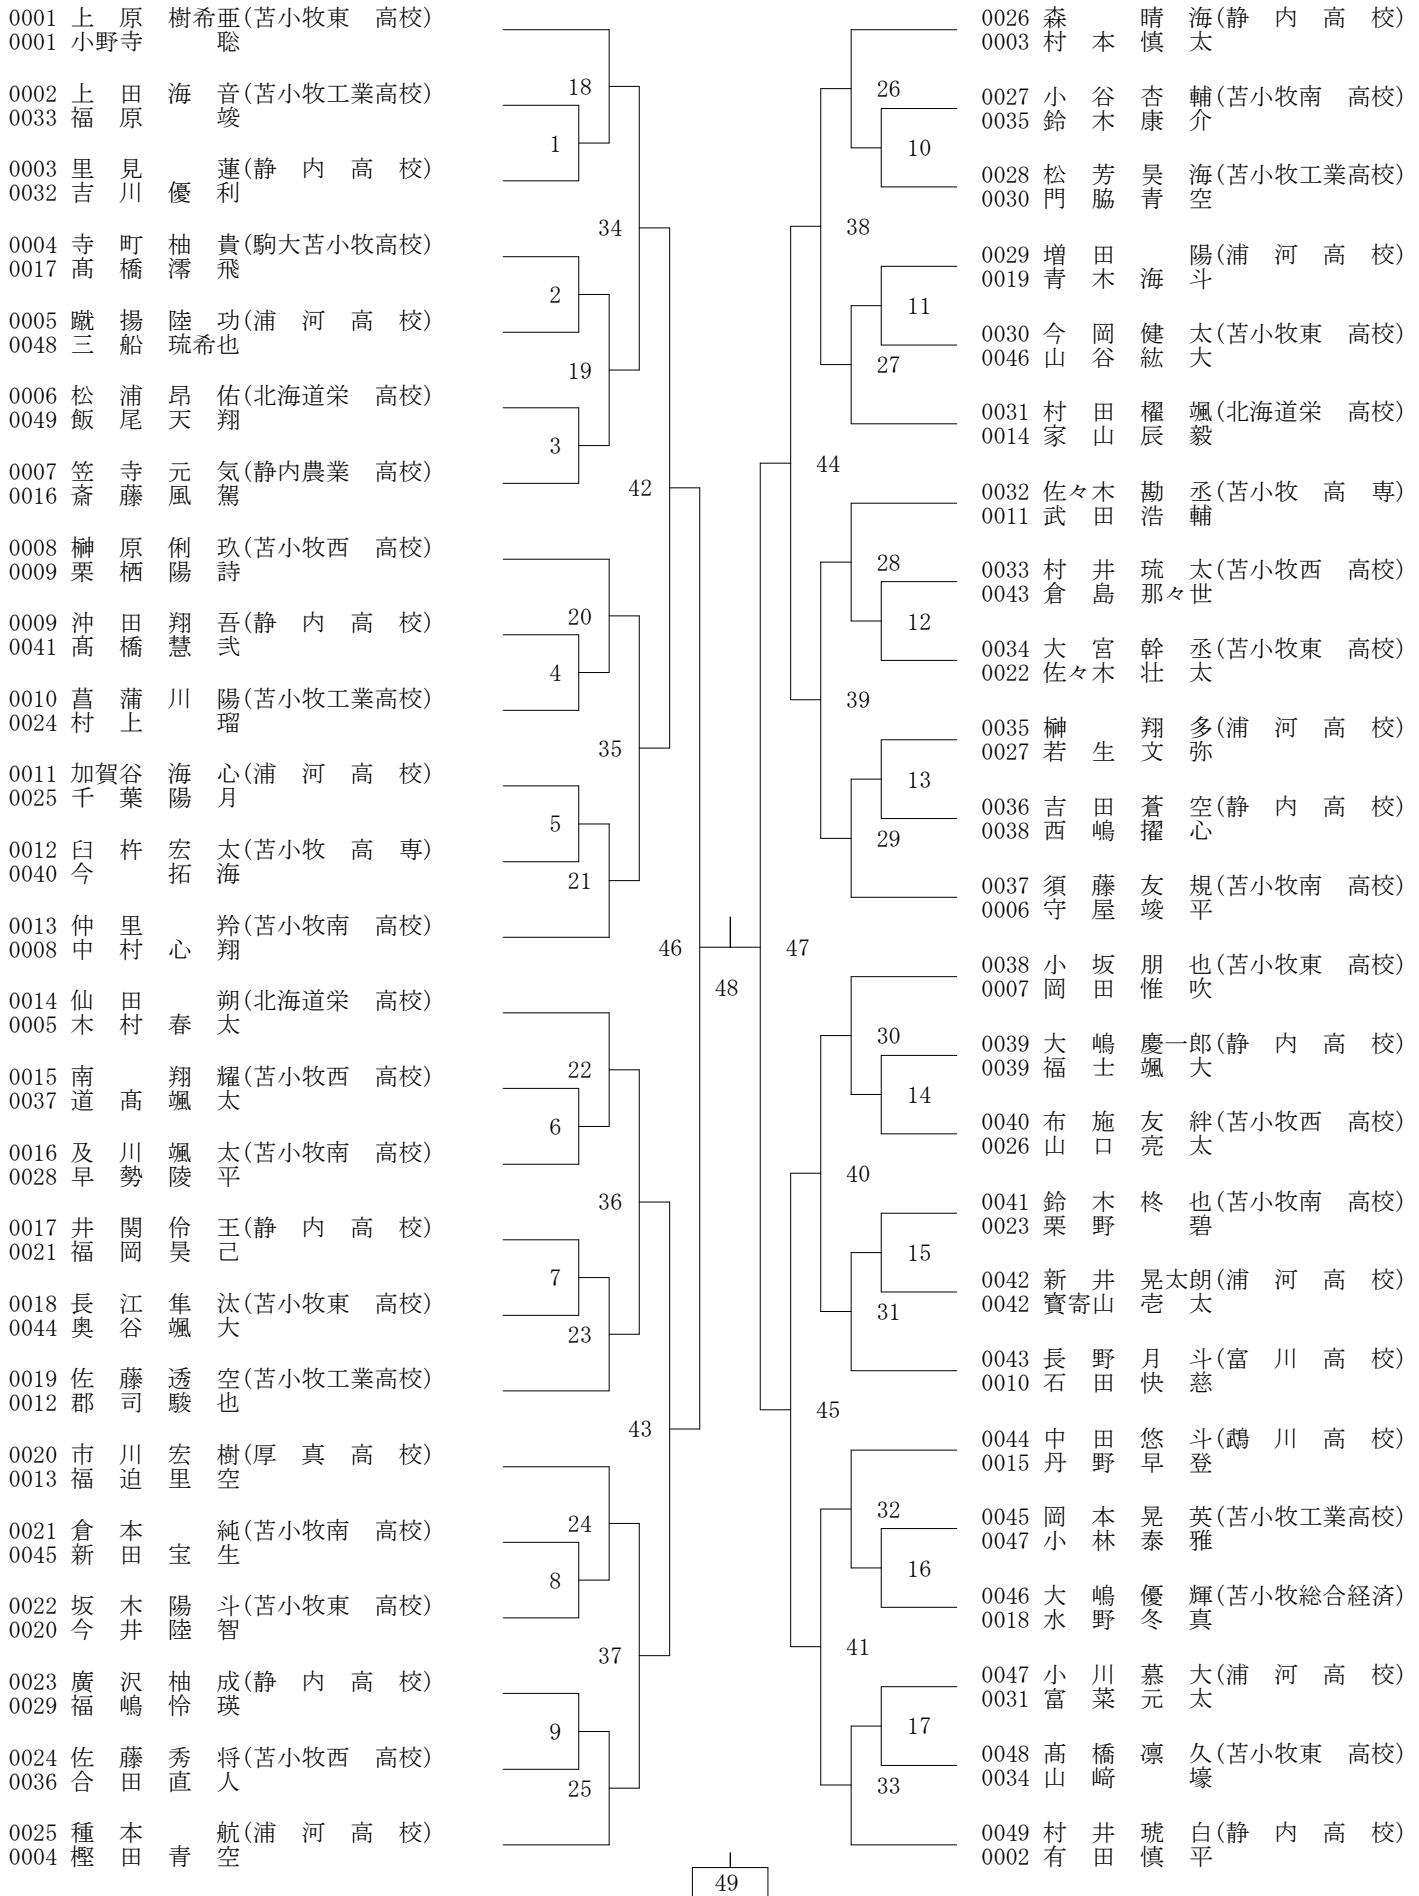 0001 上　原　樹希亜(苫小牧東　高校)
0001 小野寺　　　聡
18
0002 上　田　海　音(苫小牧工業高校)
0033 福　原　　　竣
1
0003 里　見　　　蓮(静　内　高　校)
0032 吉　川　優　利
34
0004 寺　町　柚　貴(駒大苫小牧高校)
0017 髙　橋　澪　飛
2
0005 蹴　揚　陸　功(浦　河　高　校)
0048 三　船　琉希也
19
0006 松　浦　昂　佑(北海道栄　高校)
0049 飯　尾　天　翔
3
0007 笠　寺　元　気(静内農業　高校)
0016 斎　藤　風　駕
42
0008 榊　原　俐　玖(苫小牧西　高校)
0009 栗　栖　陽　詩
20
0009 沖　田　翔　吾(静　内　高　校)
0041 髙　橋　慧　弐
4
0010 菖　蒲　川　陽(苫小牧工業高校)
0024 村　上　　　瑠
35
0011 加賀谷　海　心(浦　河　高　校)
0025 千　葉　陽　月
5
0012 臼　杵　宏　太(苫小牧　高　専)
0040 今　　　拓　海
21
0013 仲　里　　　羚(苫小牧南　高校)
0008 中　村　心　翔
46
48
0014 仙　田　　　朔(北海道栄　高校)
0005 木　村　春　太
22
0015 南　　　翔　耀(苫小牧西　高校)
0037 道　髙　颯　太
6
0016 及　川　颯　太(苫小牧南　高校)
0028 早　勢　陵　平
36
0017 井　関　伶　王(静　内　高　校)
0021 福　岡　昊　己
7
0018 長　江　隼　汰(苫小牧東　高校)
0044 奥　谷　颯　大
23
0019 佐　藤　透　空(苫小牧工業高校)
0012 郡　司　駿　也
43
0020 市　川　宏　樹(厚　真　高　校)
0013 福　迫　里　空
24
0021 倉　本　　　純(苫小牧南　高校)
0045 新　田　宝　生
8
0022 坂　木　陽　斗(苫小牧東　高校)
0020 今　井　陸　智
37
0023 廣　沢　柚　成(静　内　高　校)
0029 福　嶋　怜　瑛
9
0024 佐　藤　秀　将(苫小牧西　高校)
0036 合　田　直　人
25
0025 種　本　　　航(浦　河　高　校)
0004 樫　田　青　空
0026 森　　　晴　海(静　内　高　校)
0003 村　本　慎　太
26
0027 小　谷　杏　輔(苫小牧南　高校)
0035 鈴　木　康　介
10
0028 松　芳　昊　海(苫小牧工業高校)
0030 門　脇　青　空
38
0029 増　田　　　陽(浦　河　高　校)
0019 青　木　海　斗
11
0030 今　岡　健　太(苫小牧東　高校)
0046 山　谷　紘　大
27
0031 村　田　櫂　颯(北海道栄　高校)
0014 家　山　辰　毅
44
0032 佐々木　勘　丞(苫小牧　高　専)
0011 武　田　浩　輔
28
0033 村　井　琉　太(苫小牧西　高校)
0043 倉　島　那々世
12
0034 大　宮　幹　丞(苫小牧東　高校)
0022 佐々木　壮　太
39
0035 榊　　　翔　多(浦　河　高　校)
0027 若　生　文　弥
13
0036 吉　田　蒼　空(静　内　高　校)
0038 西　嶋　擢　心
29
0037 須　藤　友　規(苫小牧南　高校)
0006 守　屋　竣　平
47
0038 小　坂　朋　也(苫小牧東　高校)
0007 岡　田　惟　吹
30
0039 大　嶋　慶一郎(静　内　高　校)
0039 福　士　颯　大
14
0040 布　施　友　絆(苫小牧西　高校)
0026 山　口　亮　太
40
0041 鈴　木　柊　也(苫小牧南　高校)
0023 栗　野　　　碧
15
0042 新　井　晃太朗(浦　河　高　校)
0042 寳寄山　壱　太
31
0043 長　野　月　斗(富　川　高　校)
0010 石　田　快　慈
45
0044 中　田　悠　斗(鵡　川　高　校)
0015 丹　野　早　登
32
0045 岡　本　晃　英(苫小牧工業高校)
0047 小　林　泰　雅
16
0046 大　嶋　優　輝(苫小牧総合経済)
0018 水　野　冬　真
41
0047 小　川　慕　大(浦　河　高　校)
0031 富　菜　元　太
17
0048 髙　橋　凛　久(苫小牧東　高校)
0034 山　﨑　　　壕
33
0049 村　井　琥　白(静　内　高　校)
0002 有　田　慎　平
49